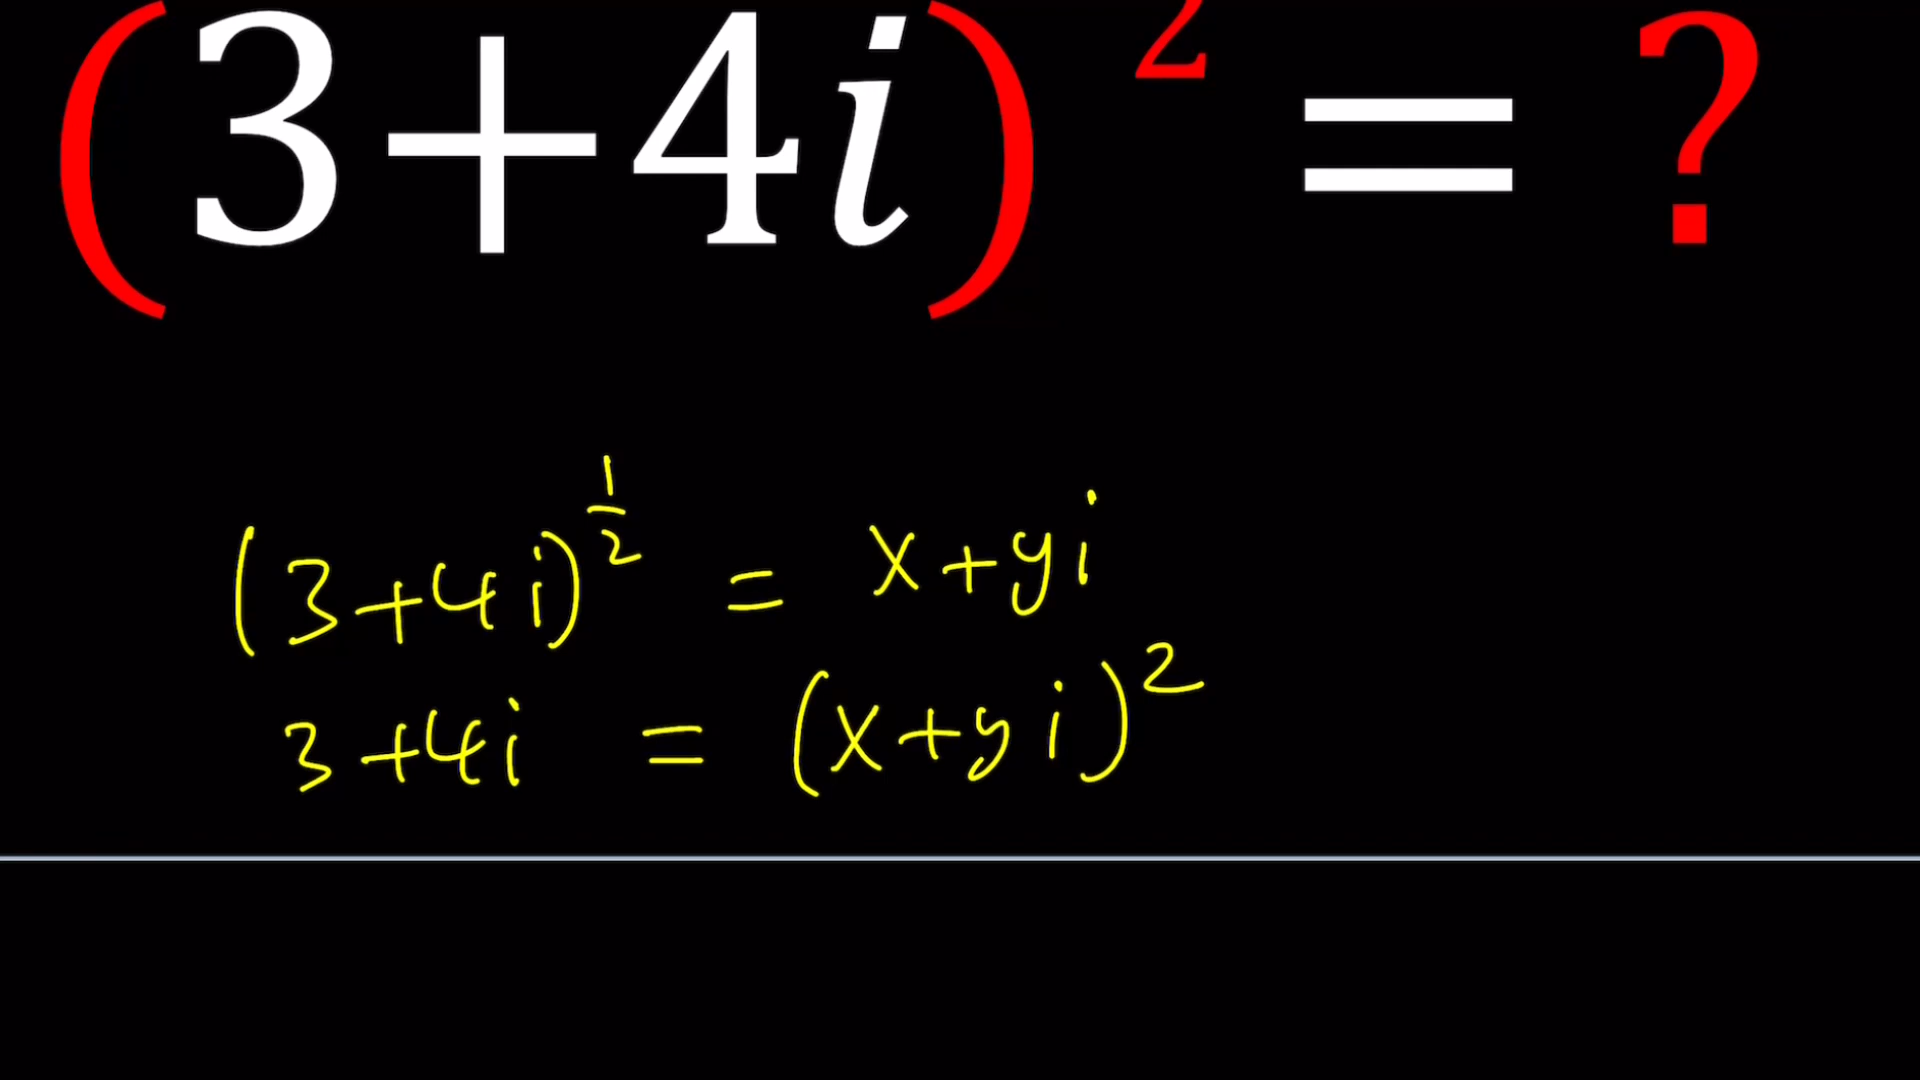 (3+4i)² = ?
(3+4i)^½ = x+yi
3+4i = (x+yi)²